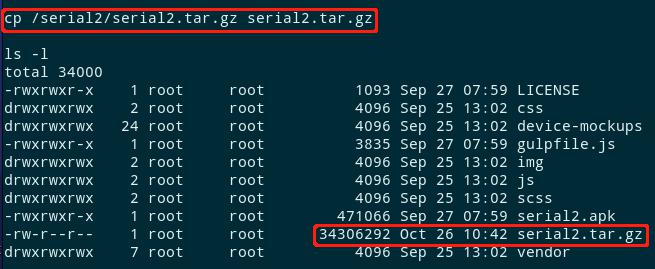 cp /serial2/serial2.tar.gz serial2.tar.gz
ls -l
total 34000
-rwxrwxr-x 1 root root 1093 Sep 27 07:59 LICENSE
drwxrwxrwx 2 root root 4096 Sep 25 13:02 css
drwxrwxrwx 24 root root 4096 Sep 25 13:02 device-mockups
-rwxrwxr-x 1 root root 3835 Sep 27 07:59 gulpfile.js
drwxrwxrwx 2 root root 4096 Sep 25 13:02 img
drwxrwxrwx 2 root root 4096 Sep 25 13:02 js
drwxrwxrwx 2 root root 4096 Sep 25 13:02 scss
-rwxrwxr-x 1 root root 471066 Sep 27 07:59 serial2.apk
-rw-r--r-- 1 root root 34306292 Oct 26 10:42 serial2.tar.gz
drwxrwxrwx 7 root root 4096 Sep 25 13:02 vendor